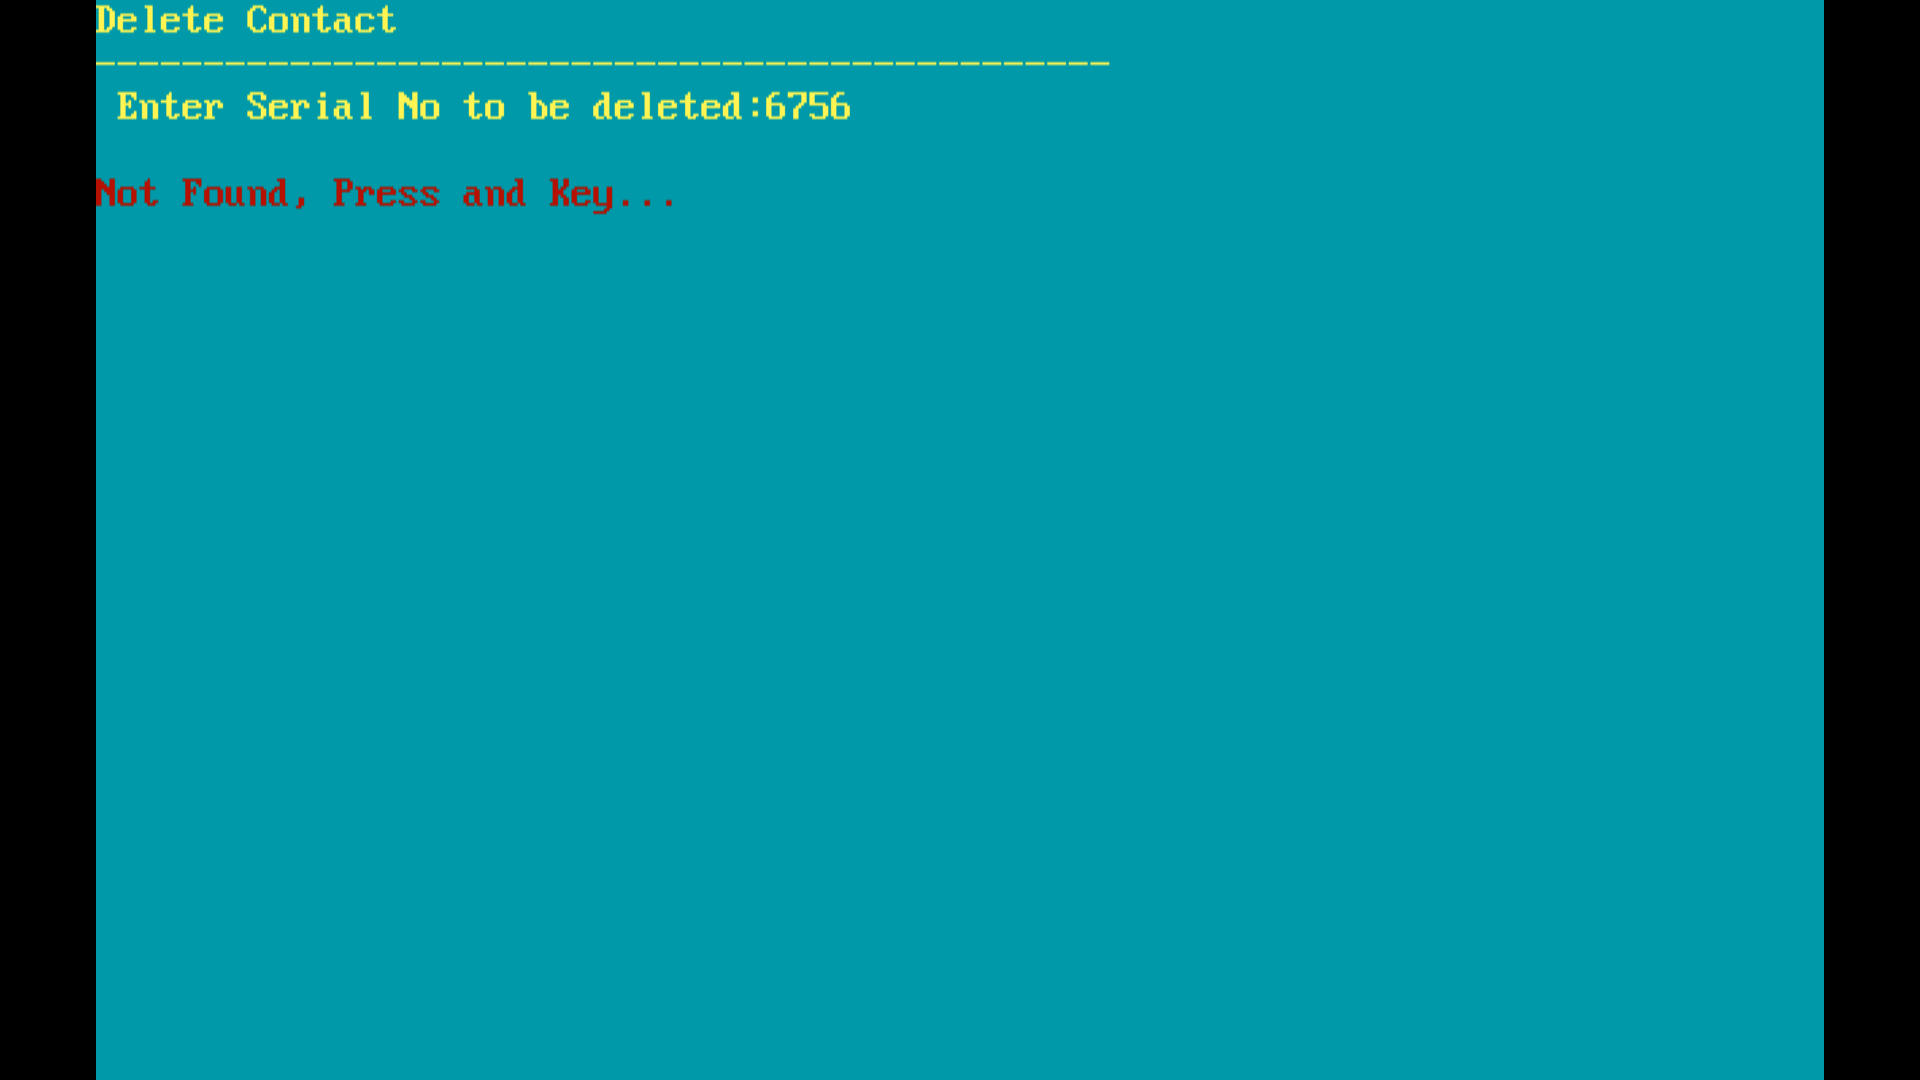 Delete Contact
-----------------------------------------------
Enter Serial No to be deleted:6756
Not Found, Press and Key...